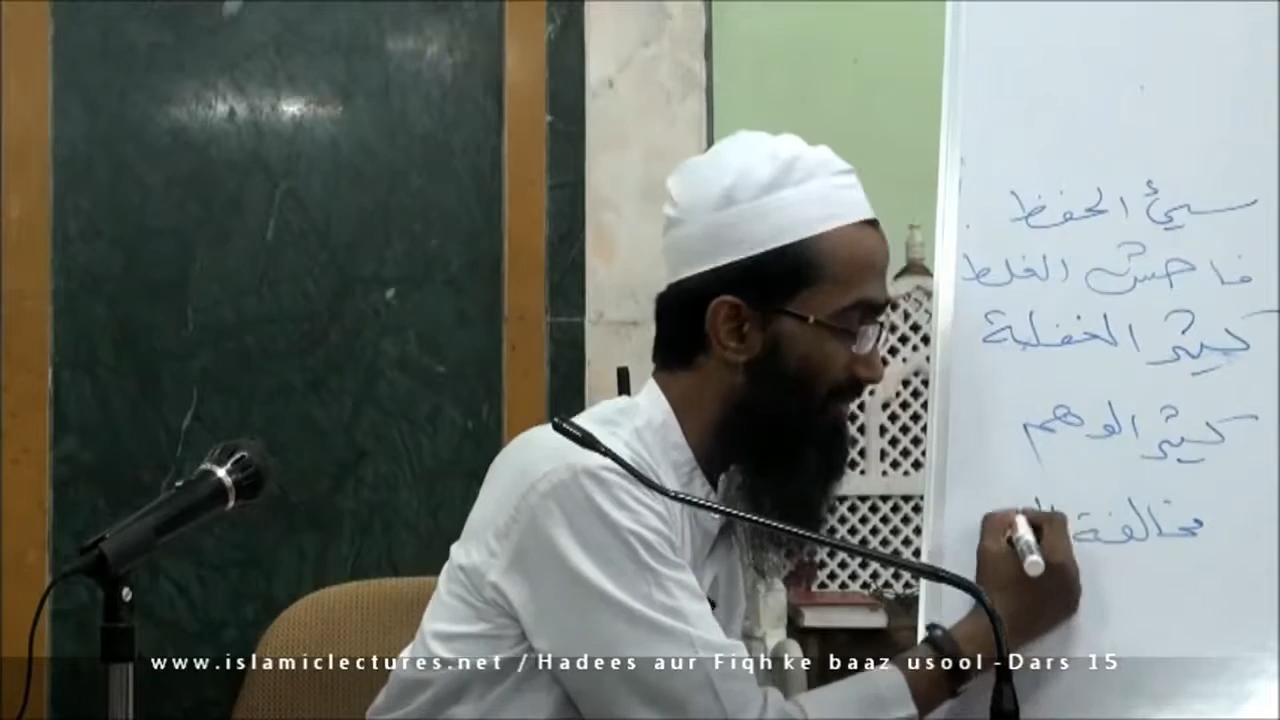 سيئ الحفظ
فاحش الغلط
كثير الغفلة
كثير الوهم
مخالفة
www.islamiclectures.net / Hadees aur Fiqh ke baaz usool - Dars 15